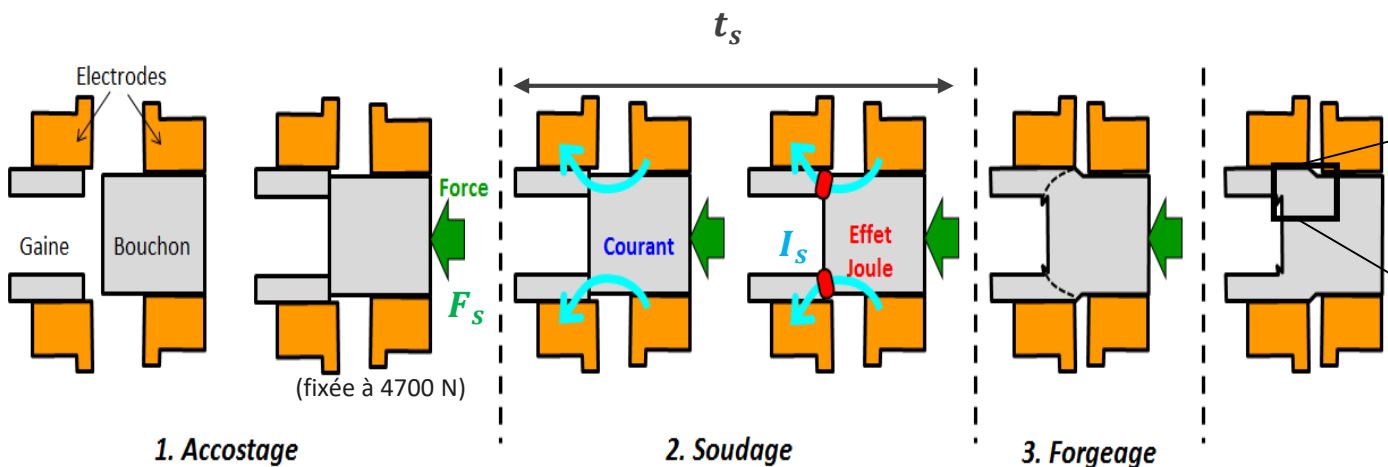 t_s
Electrodes
Force
Gaine
Bouchon
Courant
I_s
Effet
Joule
F_s
(fixée à 4700 N)
1. Accostage
2. Soudage
3. Forgeage